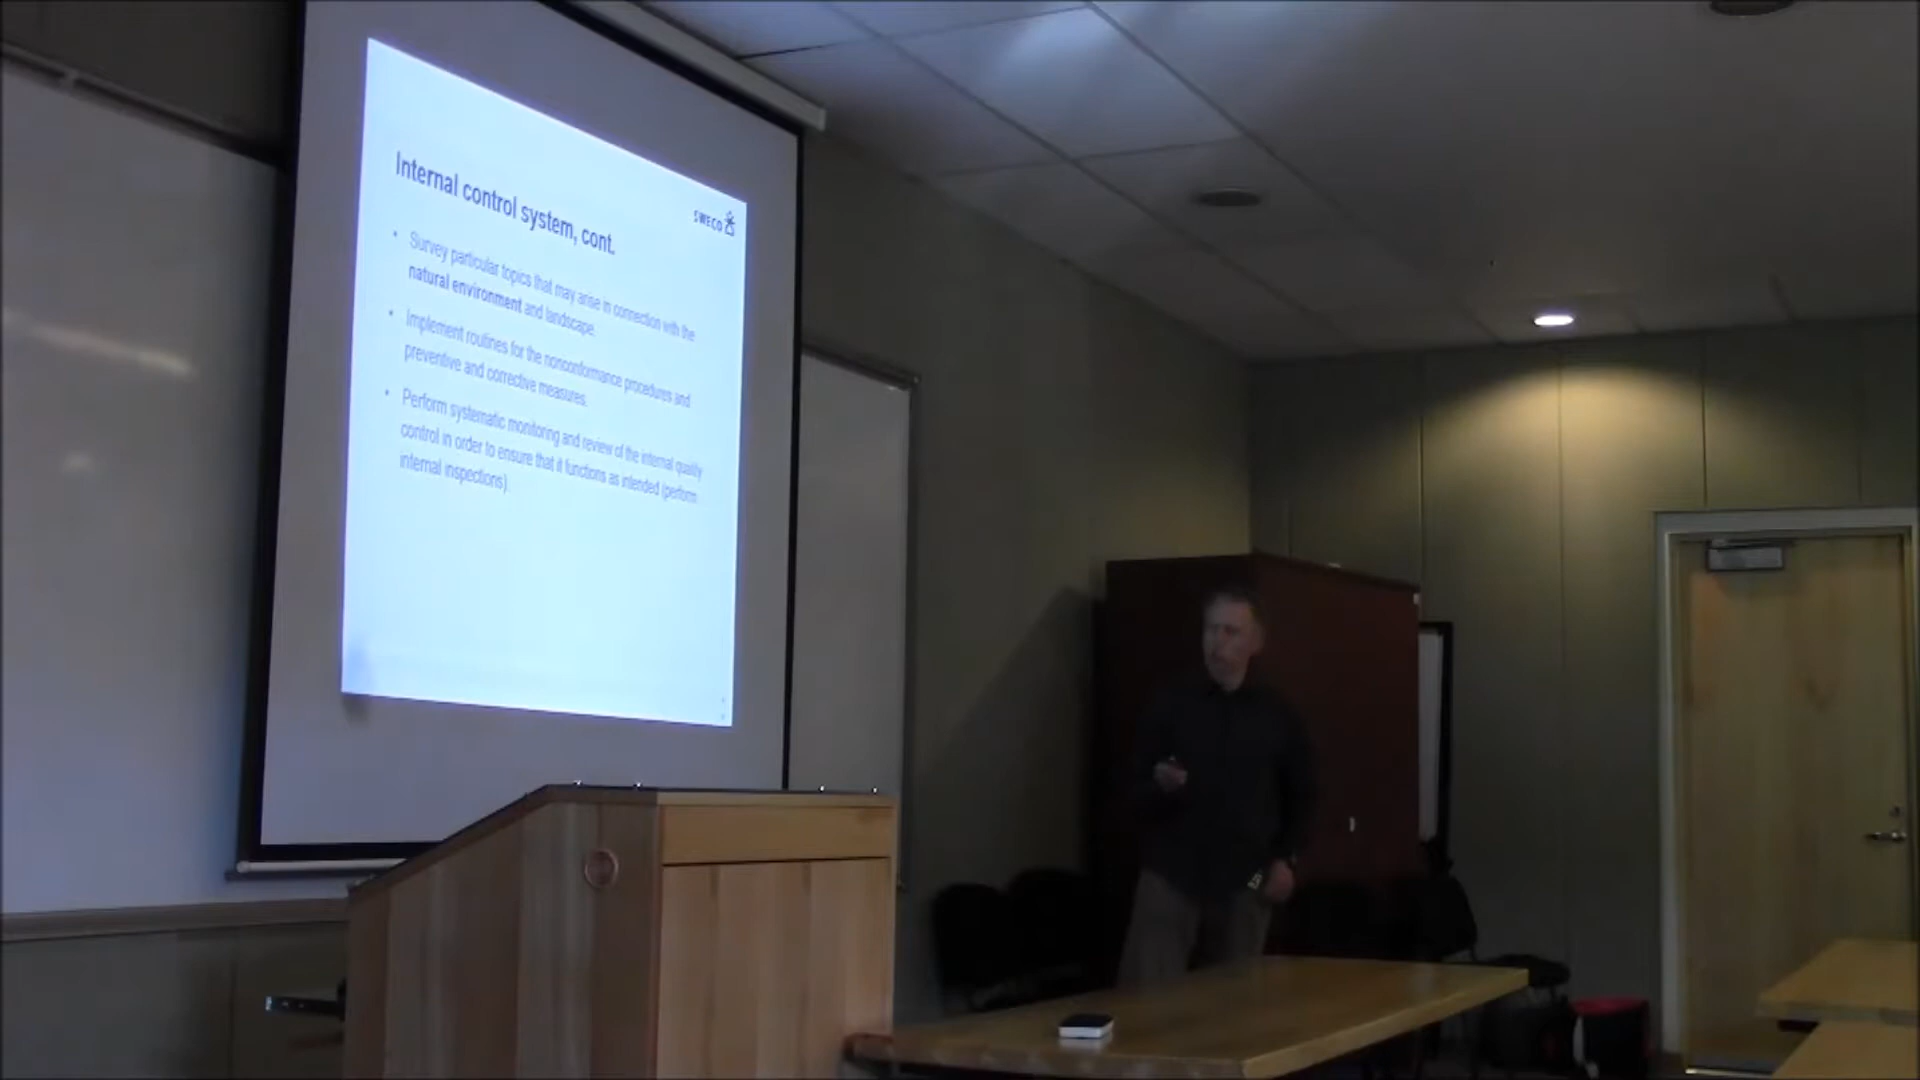 Internal control system, cont.
SWECO
• Survey particular topics that may arise in connection with the
natural environment and landscape.
• Implement routines for the nonconformance procedures and
preventive and corrective measures.
• Perform systematic monitoring and review of the internal quality
control in order to ensure that it functions as intended (perform
internal inspections).